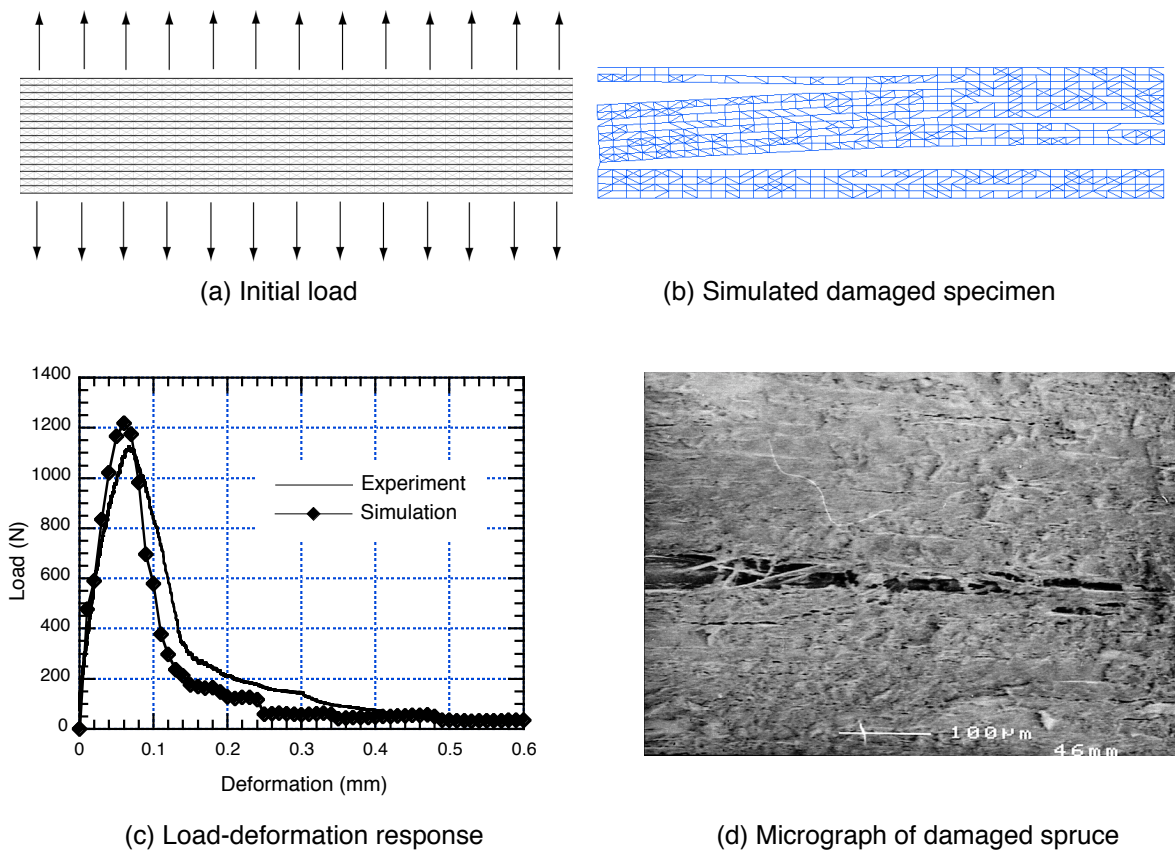 (a) Initial load
(b) Simulated damaged specimen
1400
1200
1000
800
600
400
200
0
Load (N)
Experiment
Simulation
0 0.1 0.2 0.3 0.4 0.5 0.6
Deformation (mm)
100µm
46mm
(c) Load-deformation response
(d) Micrograph of damaged spruce